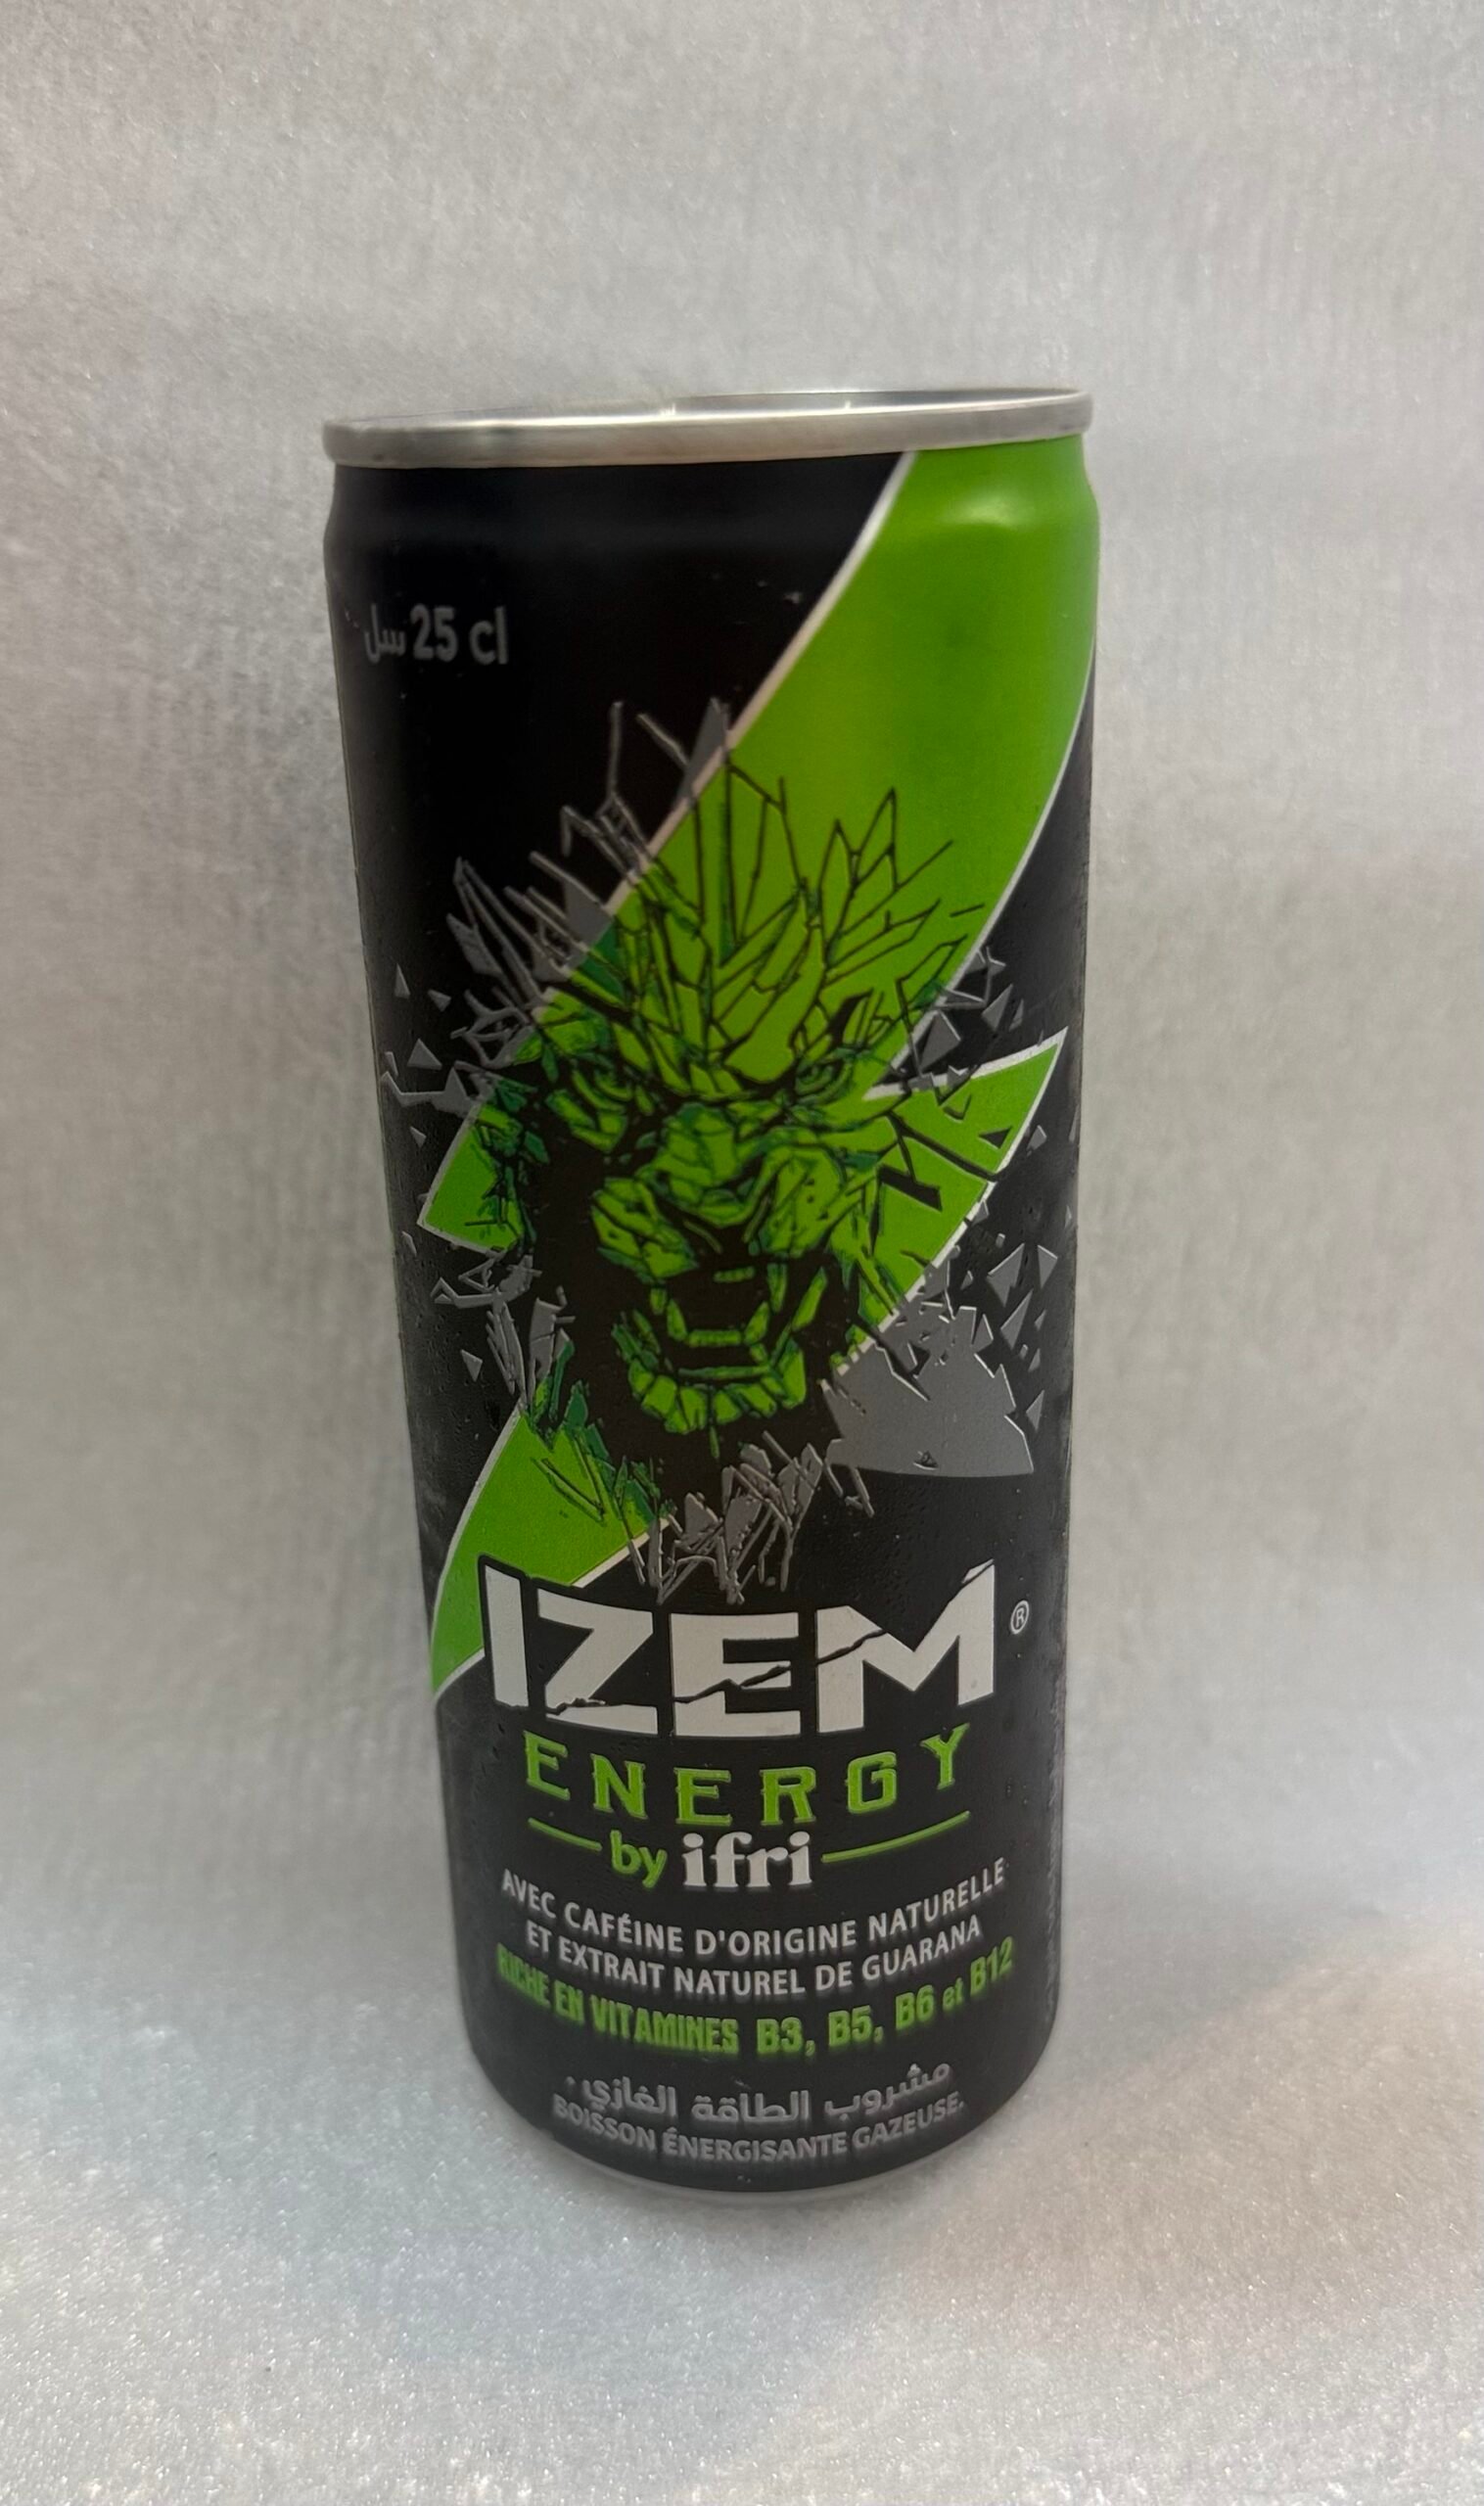 سل 25 cl
IZEM ®
ENERGY
by ifri
AVEC CAFÉINE D'ORIGINE NATURELLE
ET EXTRAIT NATUREL DE GUARANA
RICHE EN VITAMINES B3, B5, B6 et B12
مشروب الطاقة الغازي.
BOISSON ÉNERGISANTE GAZEUSE.